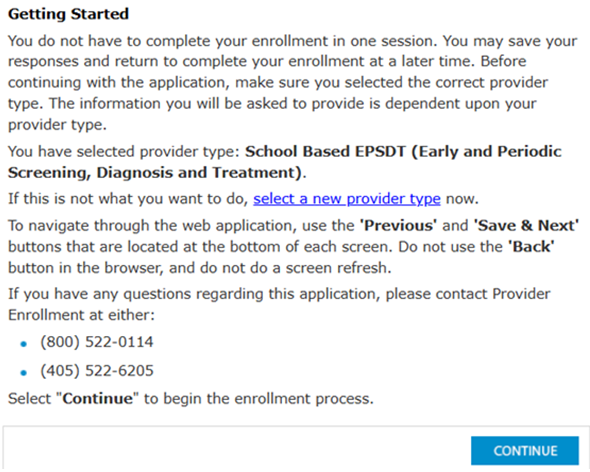 Getting Started
You do not have to complete your enrollment in one session. You may save your
responses and return to complete your enrollment at a later time. Before
continuing with the application, make sure you selected the correct provider
type. The information you will be asked to provide is dependent upon your
provider type.
You have selected provider type: School Based EPSDT (Early and Periodic
Screening, Diagnosis and Treatment).
If this is not what you want to do, select a new provider type now.
To navigate through the web application, use the 'Previous' and 'Save & Next'
buttons that are located at the bottom of each screen. Do not use the 'Back'
button in the browser, and do not do a screen refresh.
If you have any questions regarding this application, please contact Provider
Enrollment at either:
• (800) 522-0114
• (405) 522-6205
Select "Continue" to begin the enrollment process.
CONTINUE